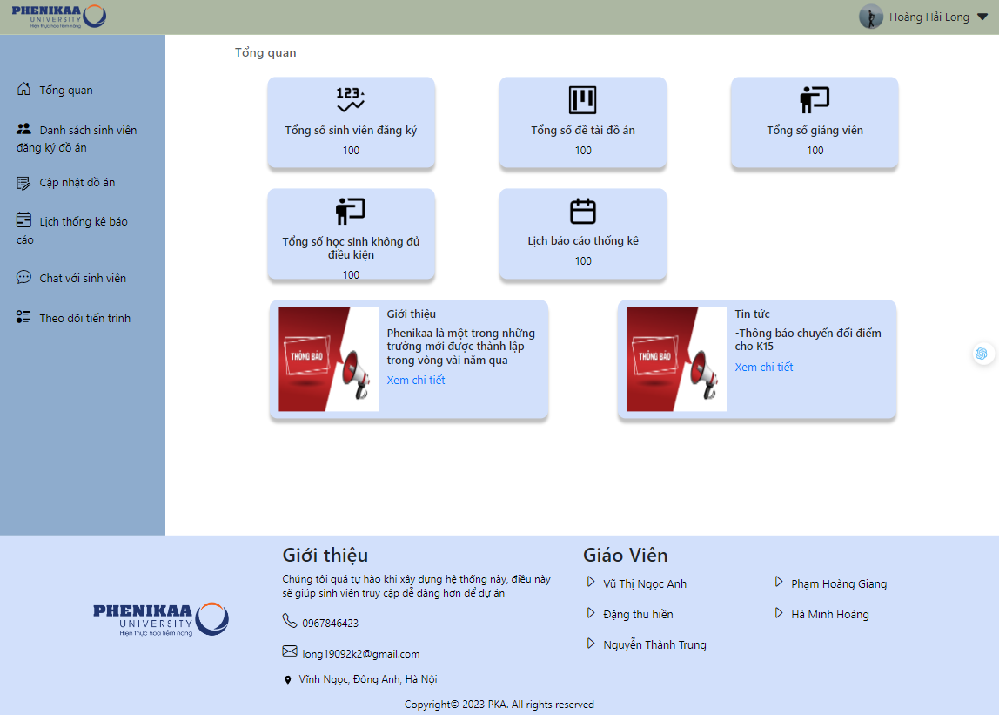 PHENIKAA
UNIVERSITY
Hiện thực hóa tiềm năng
Hoàng Hải Long
Tổng quan
Danh sách sinh viên
đăng ký đồ án
Cập nhật đồ án
Lịch thống kê báo
cáo
Chat với sinh viên
Theo dõi tiến trình
Tổng quan
123
Tổng số sinh viên đăng ký
100
Tổng số đề tài đồ án
100
Tổng số giảng viên
100
Tổng số học sinh không đủ
điều kiện
100
Lịch báo cáo thống kê
100
THÔNG BÁO
Giới thiệu
Phenikaa là một trong những
trường mới được thành lập
trong vòng vài năm qua
Xem chi tiết
THÔNG BÁO
Tin tức
-Thông báo chuyển đổi điểm
cho K15
Xem chi tiết
PHENIKAA
UNIVERSITY
Hiện thực hóa tiềm năng
Giới thiệu
Chúng tôi quá tự hào khi xây dựng hệ thống này, điều này
sẽ giúp sinh viên truy cập dễ dàng hơn để dự án
0967846423
long19092k2@gmail.com
Vĩnh Ngọc, Đông Anh, Hà Nội
Giáo Viên
Vũ Thị Ngọc Anh
Phạm Hoàng Giang
Đặng thu hiền
Hà Minh Hoàng
Nguyễn Thành Trung
Copyright© 2023 PKA. All rights reserved